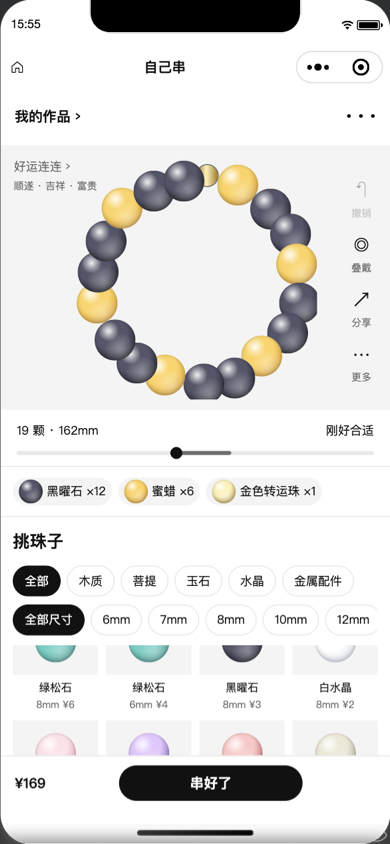 15:55
自己串
我的作品 >
好运连连 >
顺遂 · 吉祥 · 富贵
撤销
叠戴
分享
更多
19 颗 · 162mm 刚好合适
黑曜石 ×12 蜜蜡 ×6 金色转运珠 ×1
挑珠子
全部 木质 菩提 玉石 水晶 金属配件
全部尺寸 6mm 7mm 8mm 10mm 12mm
绿松石 绿松石 黑曜石 白水晶
8mm ¥6 6mm ¥4 8mm ¥3 8mm ¥2
¥169 串好了